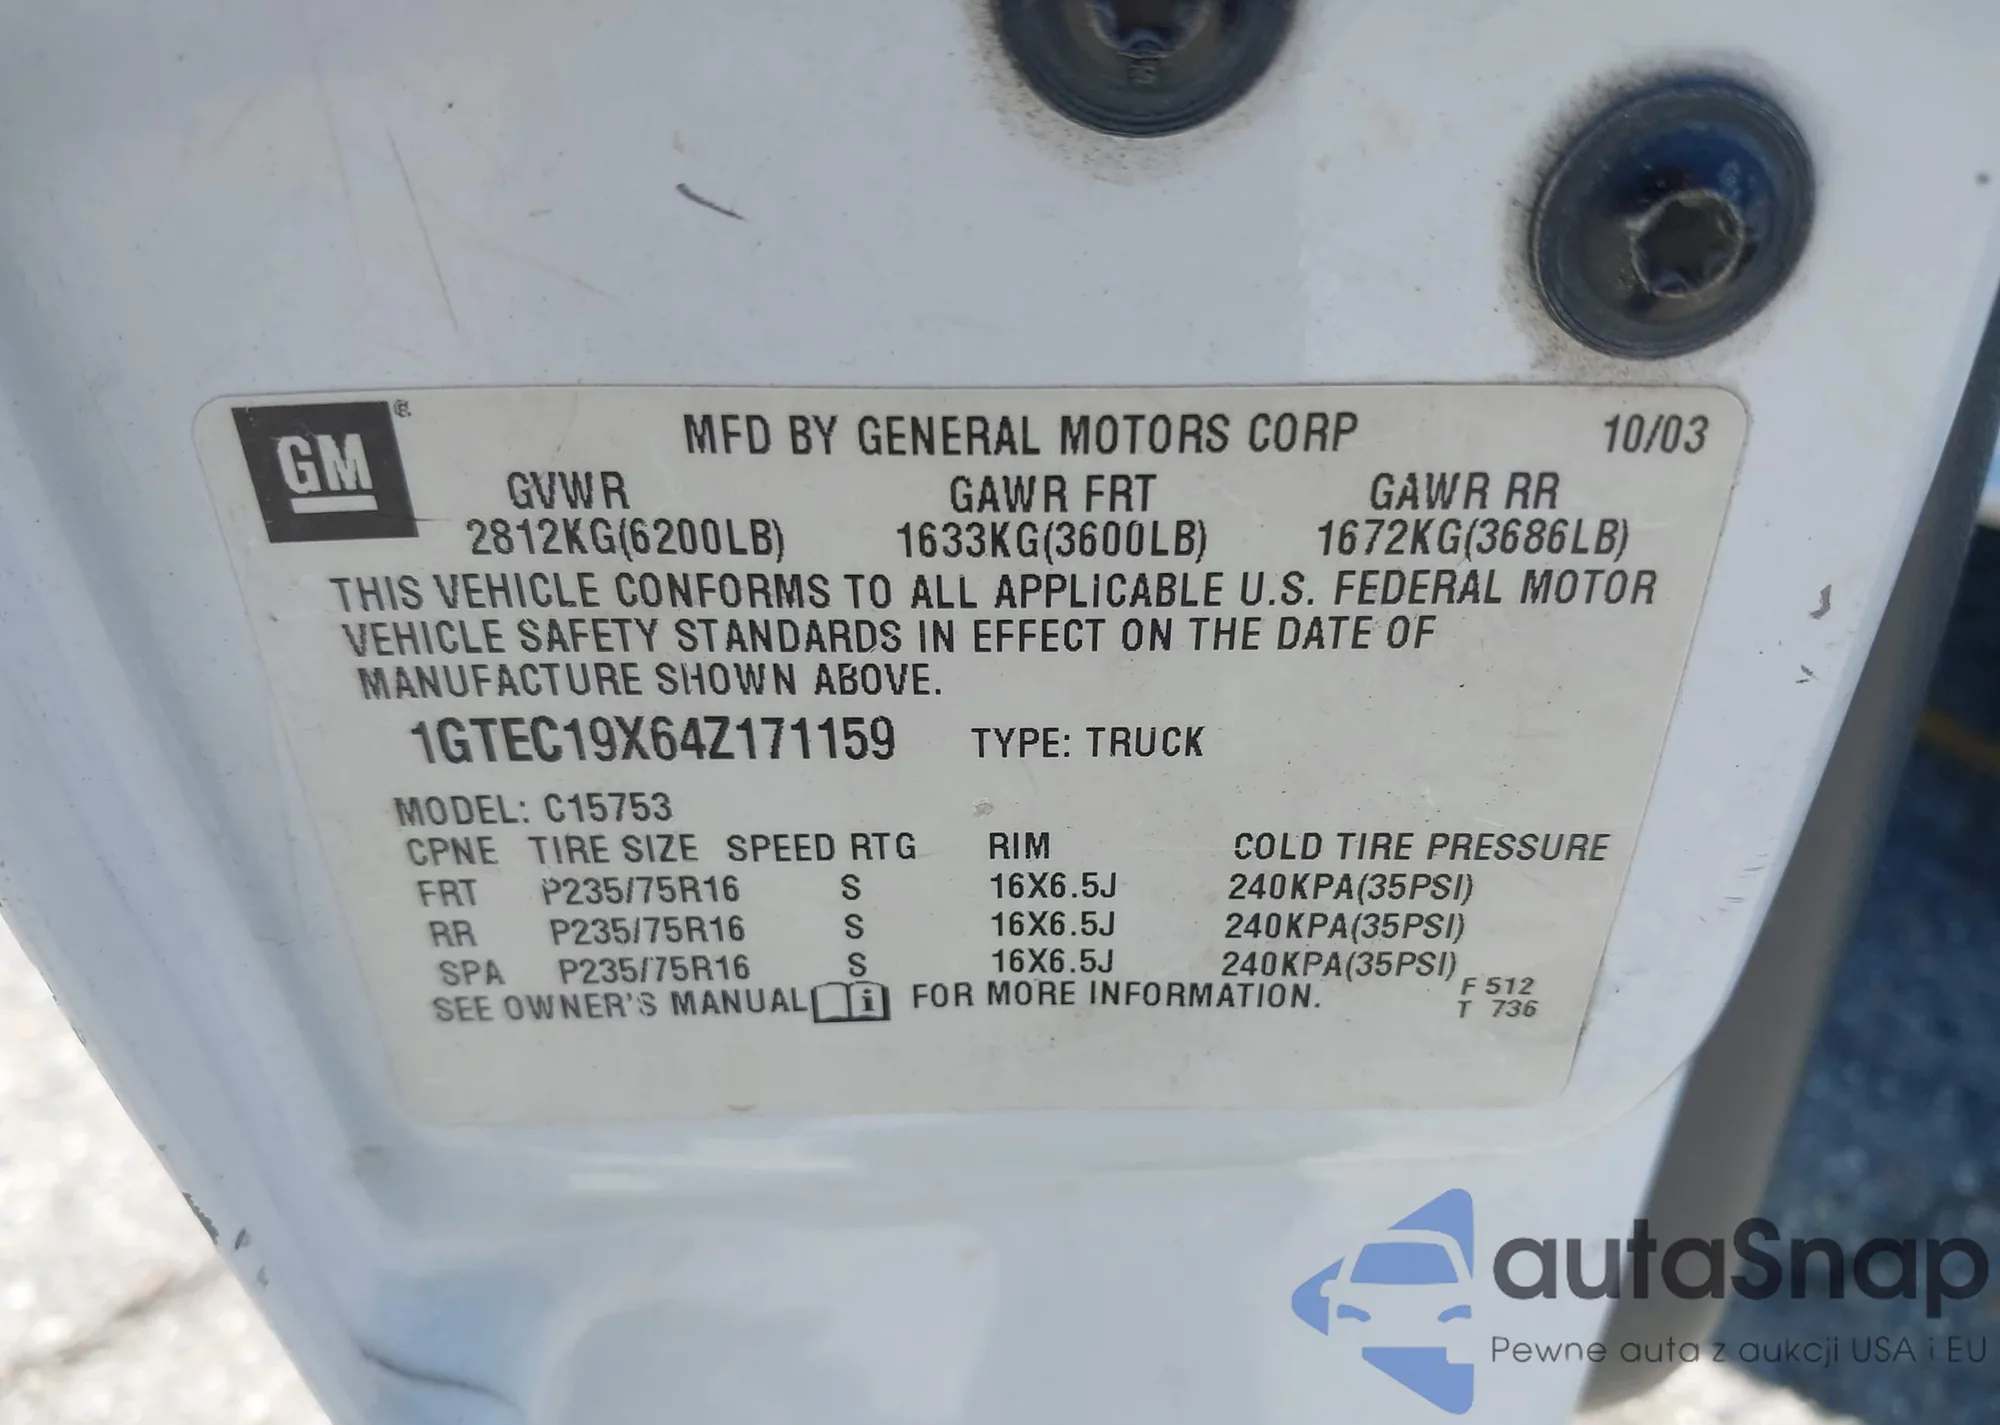 GM®
MFD BY GENERAL MOTORS CORP 10/03
GVWR GAWR FRT GAWR RR
2812KG(6200LB) 1633KG(3600LB) 1672KG(3686LB)
THIS VEHICLE CONFORMS TO ALL APPLICABLE U.S. FEDERAL MOTOR
VEHICLE SAFETY STANDARDS IN EFFECT ON THE DATE OF
MANUFACTURE SHOWN ABOVE.
1GTEC19X64Z171159 TYPE: TRUCK
MODEL: C15753
CPNE TIRE SIZE SPEED RTG RIM COLD TIRE PRESSURE
FRT P235/75R16 S 16X6.5J 240KPA(35PSI)
RR P235/75R16 S 16X6.5J 240KPA(35PSI)
SPA P235/75R16 S 16X6.5J 240KPA(35PSI)
SEE OWNER'S MANUAL i FOR MORE INFORMATION.
F 512
T 736
autaSnap
Pewne auta z aukcji USA i EU